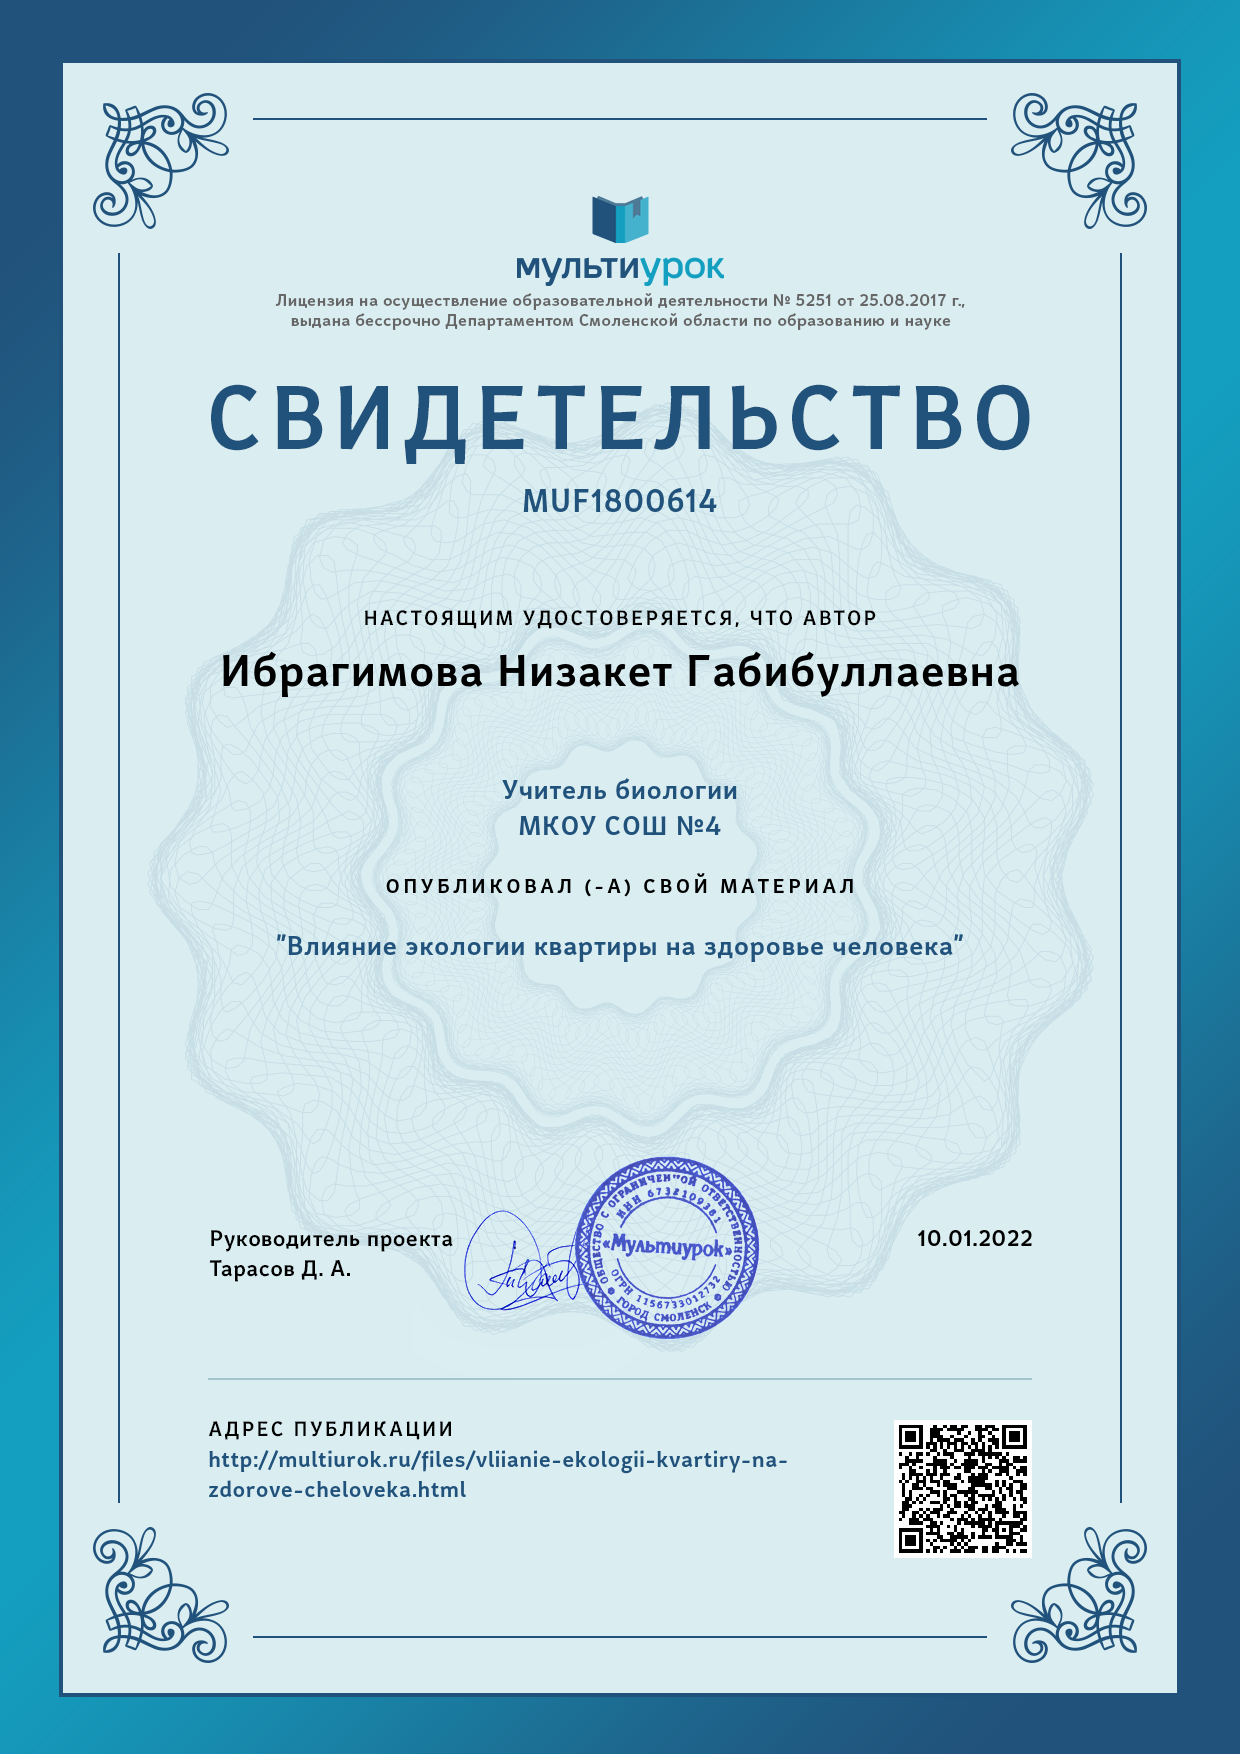 мультиурок
Лицензия на осуществление образовательной деятельности № 5251 от 25.08.2017 г.,
выдана бессрочно Департаментом Смоленской области по образованию и науке
СВИДЕТЕЛЬСТВО
MUF1800614
НАСТОЯЩИМ УДОСТОВЕРЯЕТСЯ, ЧТО АВТОР
Ибрагимова Низакет Габибуллаевна
Учитель биологии
МКОУ СОШ №4
ОПУБЛИКОВАЛ (-А) СВОЙ МАТЕРИАЛ
"Влияние экологии квартиры на здоровье человека"
Руководитель проекта
Тарасов Д. А.
ОБЩЕСТВО С ОГРАНИЧЕННОЙ ОТВЕТСТВЕННОСТЬЮ
«Мультиурок»
ОГРН 1156733012732
ГОРОД СМОЛЕНСК
10.01.2022
АДРЕС ПУБЛИКАЦИИ
http://multiurok.ru/files/vliianie-ekologii-kvartiry-na-
zdorove-cheloveka.html